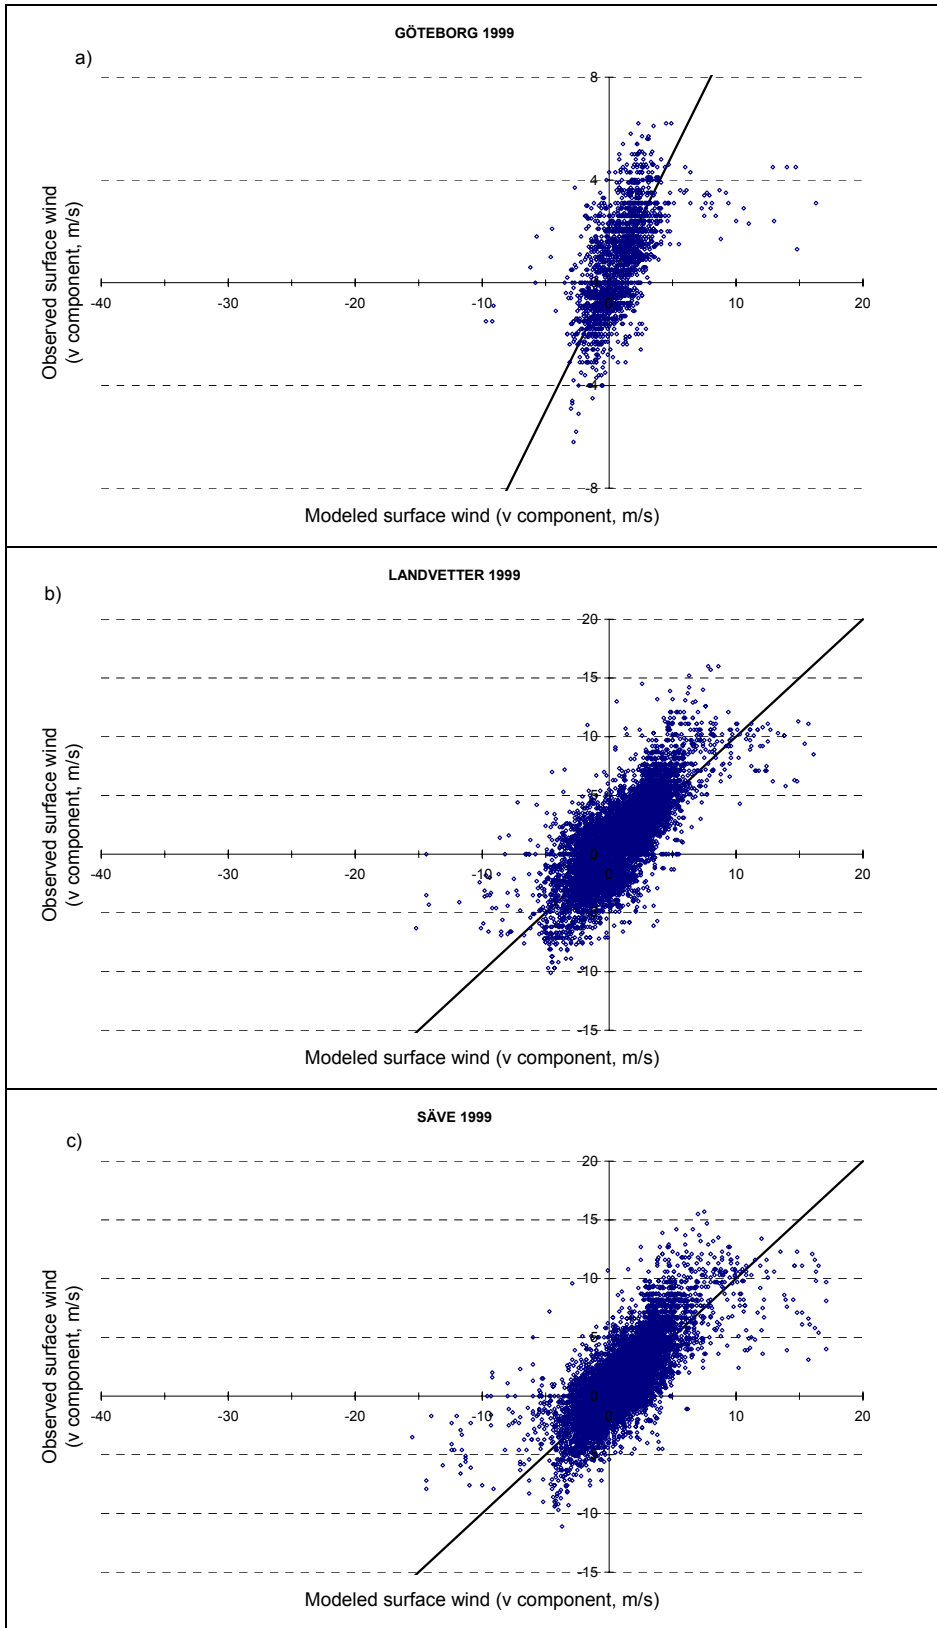 GÖTEBORG 1999
a)
8
4
0
-4
-8
-40
-30
-20
-10
0
10
20
Observed surface wind
(v component, m/s)
Modeled surface wind (v component, m/s)
LANDVETTER 1999
b)
20
15
10
5
0
-5
-10
-15
-40
-30
-20
-10
0
10
20
Observed surface wind
(v component, m/s)
Modeled surface wind (v component, m/s)
SÄVE 1999
c)
20
15
10
5
0
-5
-10
-15
-40
-30
-20
-10
0
10
20
Observed surface wind
(v component, m/s)
Modeled surface wind (v component, m/s)